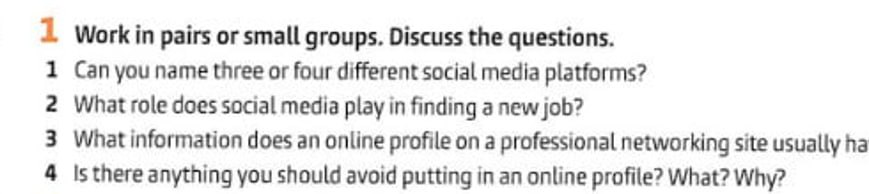 1 Work in pairs or small groups. Discuss the questions.
1 Can you name three or four different social media platforms?
2 What role does social media play in finding a new job?
3 What information does an online profile on a professional networking site usually ha
4 Is there anything you should avoid putting in an online profile? What? Why?